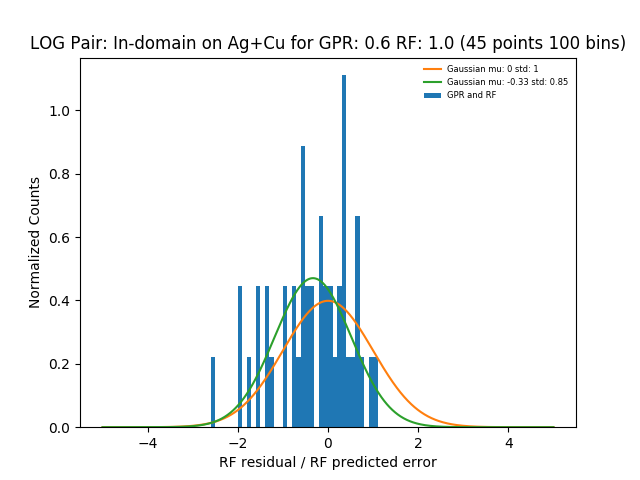 LOG Pair: In-domain on Ag+Cu for GPR: 0.6 RF: 1.0 (45 points 100 bins)
Gaussian mu: 0 std: 1
Gaussian mu: -0.33 std: 0.85
GPR and RF
Normalized Counts
1.0
0.8
0.6
0.4
0.2
0.0
−4 −2 0 2 4
RF residual / RF predicted error